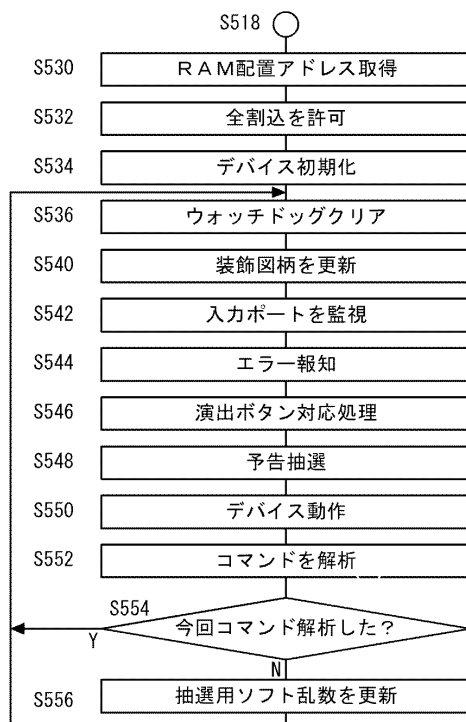 S518
S530 RAM配置アドレス取得
S532 全割込を許可
S534 デバイス初期化
S536 ウォッチドッグクリア
S540 装飾図柄を更新
S542 入力ポートを監視
S544 エラー報知
S546 演出ボタン対応処理
S548 予告抽選
S550 デバイス動作
S552 コマンドを解析
S554
今回コマンド解析した？
Y
N
S556 抽選用ソフト乱数を更新